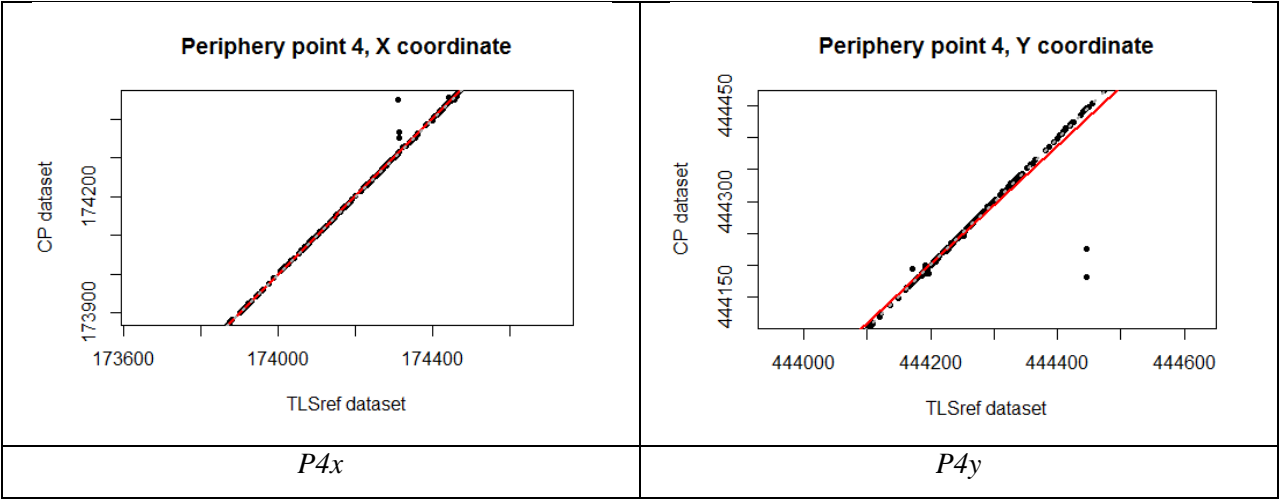 Periphery point 4, X coordinate
CP dataset
173900
174200
173600
174000
174400
TLSref dataset
P4x
Periphery point 4, Y coordinate
CP dataset
444150
444300
444450
444000
444200
444400
444600
TLSref dataset
P4y